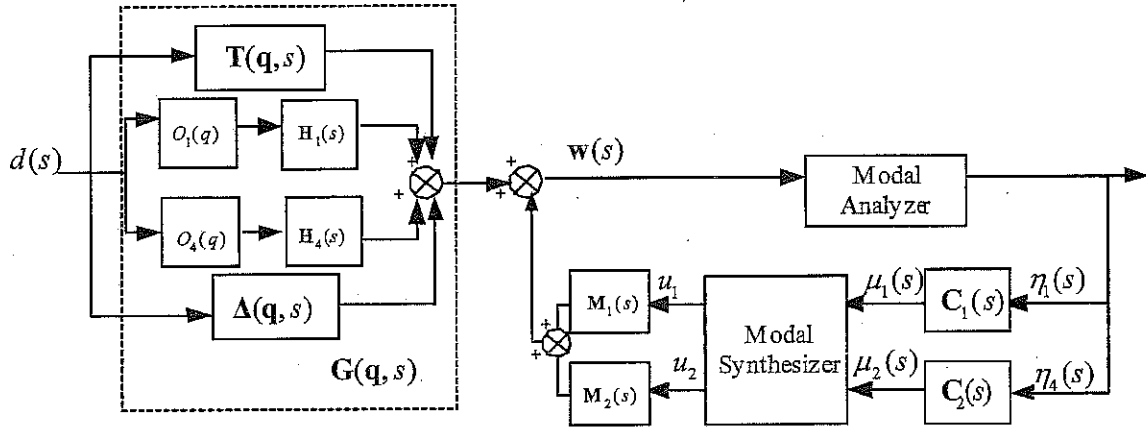 T(q,s)
O₁(q)
H₁(s)
d(s)
+
+
+
+
w(s)
Modal
Analyzer
O₄(q)
H₄(s)
Δ(q,s)
G(q,s)
+
+
M₁(s)
u₁
Modal
Synthesizer
μ₁(s)
C₁(s)
η₁(s)
M₂(s)
u₂
μ₂(s)
C₂(s)
η₄(s)